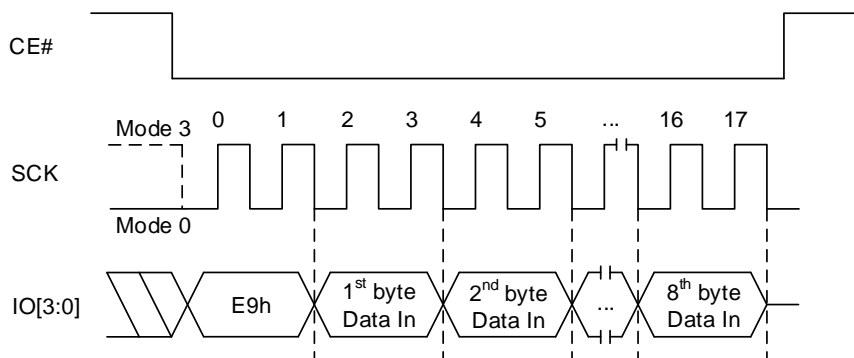 CE#
0 1 2 3 4 5 ... 16 17
Mode 3
SCK
Mode 0
IO[3:0]
E9h
1st byte
Data In
2nd byte
Data In
...
8th byte
Data In